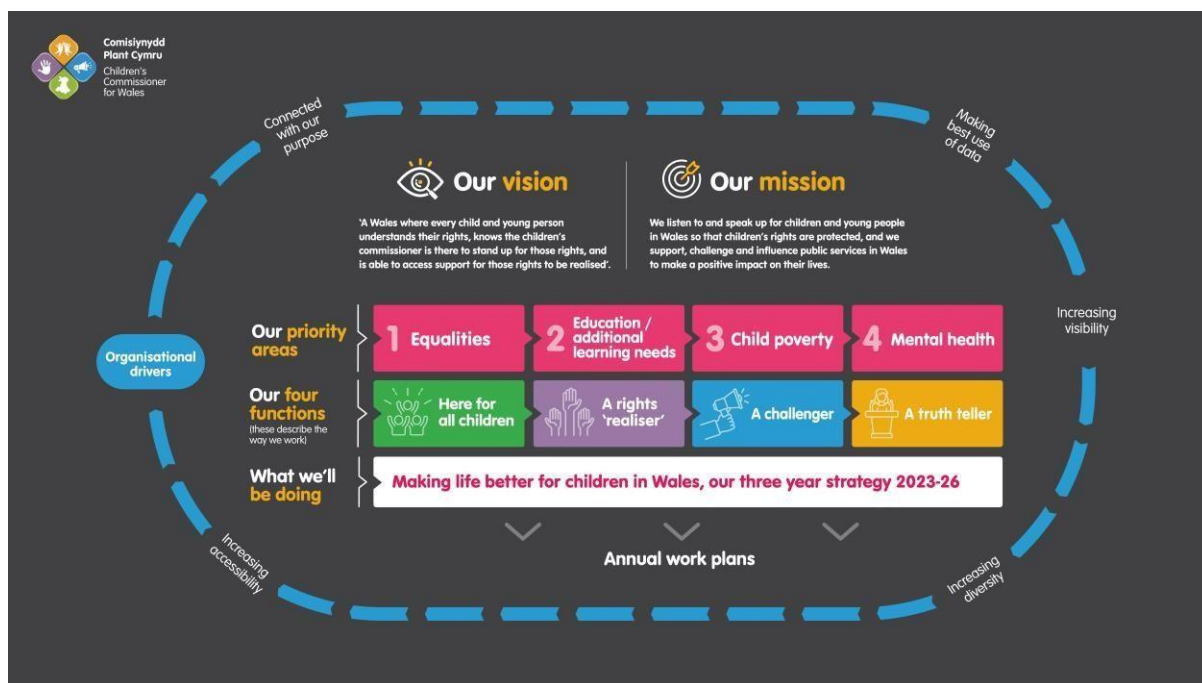 Comisiynydd
Plant Cymru
Children's
Commissioner
for Wales
Connected
with our
purpose
Making
best use
of data
Our vision
'A Wales where every child and young person
understands their rights, knows the children's
commissioner is there to stand up for those rights, and
is able to access support for those rights to be realised'.
Our mission
We listen to and speak up for children and young people
in Wales so that children's rights are protected, and we
support, challenge and influence public services in Wales
to make a positive impact on their lives.
Increasing
visibility
Organisational
drivers
Our priority
areas
1 Equalities
2 Education /
additional
learning needs
3 Child poverty
4 Mental health
Our four
functions
(these describe the
way we work)
Here for
all children
A rights
'realiser'
A challenger
A truth teller
What we'll
be doing
Making life better for children in Wales, our three year strategy 2023-26
Annual work plans
Increasing
accessibility
Increasing
diversity